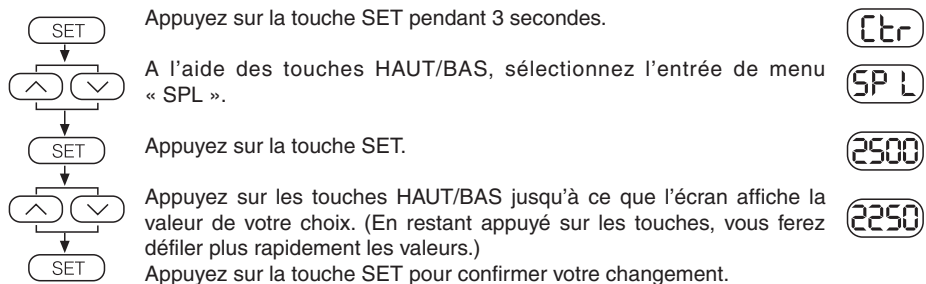 SET
Appuyez sur la touche SET pendant 3 secondes.
Ctr
A l'aide des touches HAUT/BAS, sélectionnez l'entrée de menu
« SPL ».
SP L
SET
Appuyez sur la touche SET.
2500
Appuyez sur les touches HAUT/BAS jusqu'à ce que l'écran affiche la
valeur de votre choix. (En restant appuyé sur les touches, vous ferez
défiler plus rapidement les valeurs.)
2250
SET
Appuyez sur la touche SET pour confirmer votre changement.